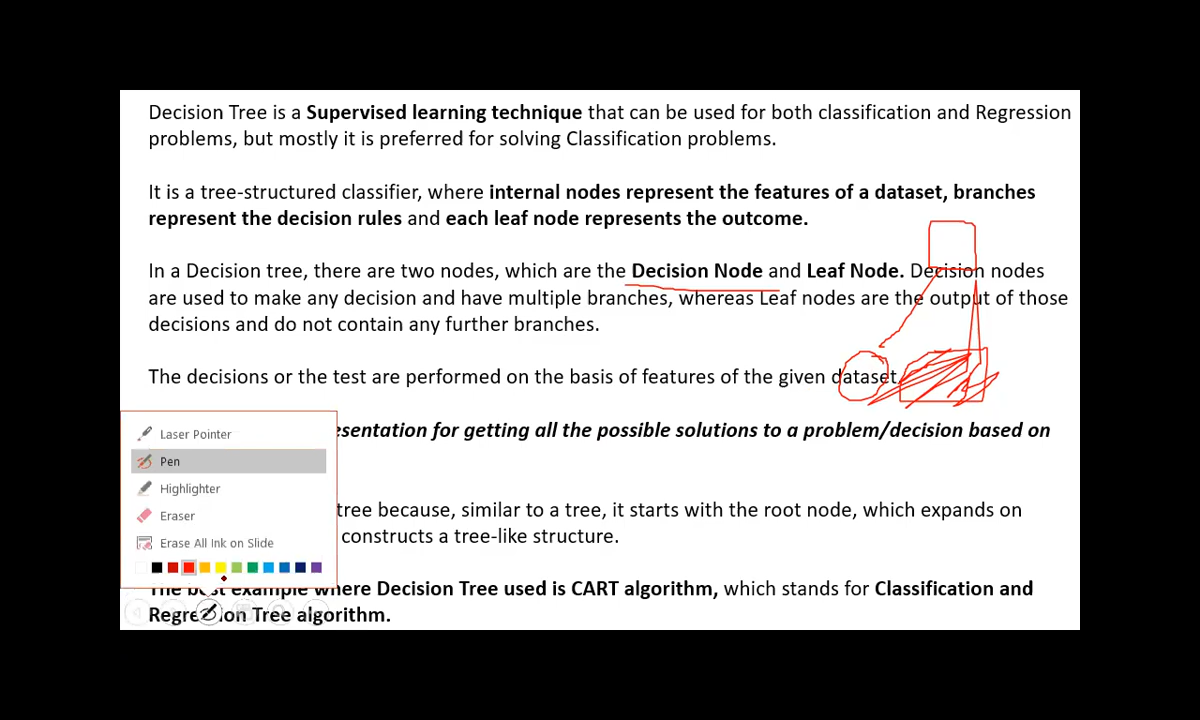 Decision Tree is a Supervised learning technique that can be used for both classification and Regression
problems, but mostly it is preferred for solving Classification problems.
It is a tree-structured classifier, where internal nodes represent the features of a dataset, branches
represent the decision rules and each leaf node represents the outcome.
In a Decision tree, there are two nodes, which are the Decision Node and Leaf Node. Decision nodes
are used to make any decision and have multiple branches, whereas Leaf nodes are the output of those
decisions and do not contain any further branches.
The decisions or the test are performed on the basis of features of the given dataset.
esentation for getting all the possible solutions to a problem/decision based on
tree because, similar to a tree, it starts with the root node, which expands on
constructs a tree-like structure.
The best example where Decision Tree used is CART algorithm, which stands for Classification and
Regression Tree algorithm.
Laser Pointer
Pen
Highlighter
Eraser
Erase All Ink on Slide